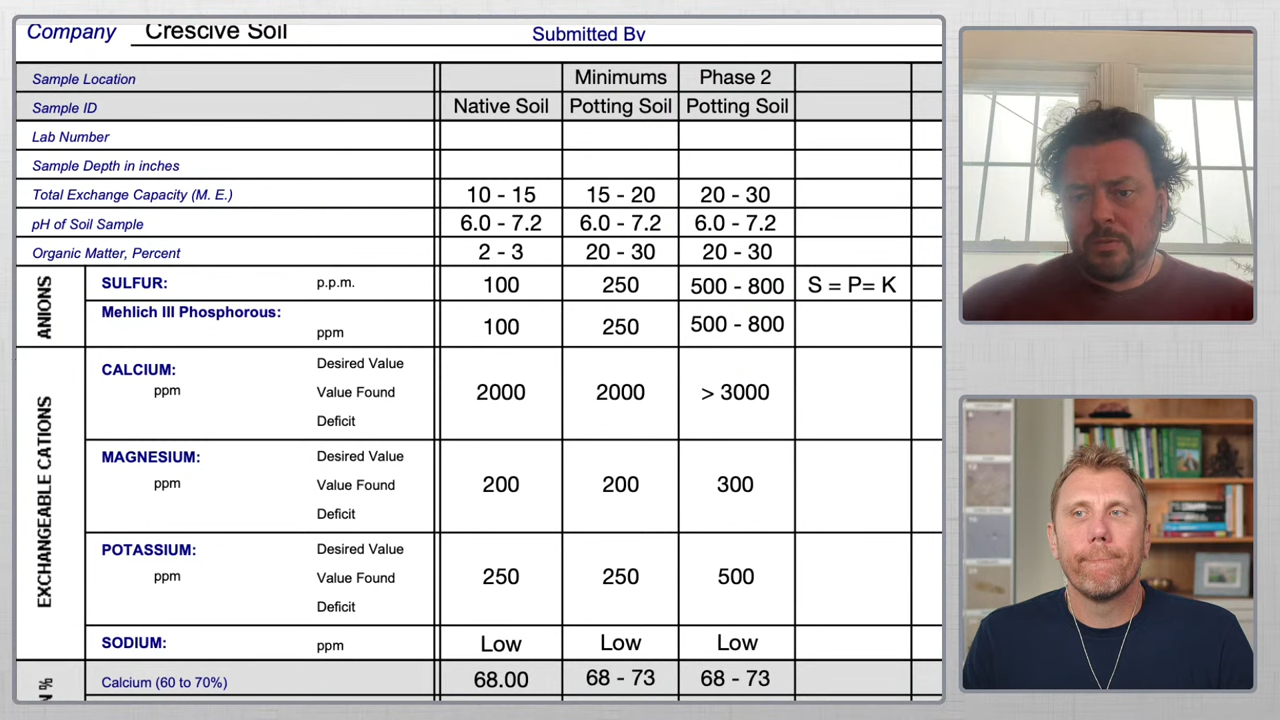 Company Crescive Soil Submitted By
Sample Location Minimums Phase 2
Sample ID Native Soil Potting Soil Potting Soil
Lab Number
Sample Depth in inches
Total Exchange Capacity (M. E.) 10 - 15 15 - 20 20 - 30
pH of Soil Sample 6.0 - 7.2 6.0 - 7.2 6.0 - 7.2
Organic Matter, Percent 2 - 3 20 - 30 20 - 30
ANIONS
SULFUR: p.p.m. 100 250 500 - 800 S = P= K
Mehlich III Phosphorous:
ppm 100 250 500 - 800
EXCHANGEABLE CATIONS
CALCIUM: Desired Value
ppm Value Found 2000 2000 > 3000
Deficit
MAGNESIUM: Desired Value
ppm Value Found 200 200 300
Deficit
POTASSIUM: Desired Value
ppm Value Found 250 250 500
Deficit
SODIUM: ppm Low Low Low
N %
Calcium (60 to 70%) 68.00 68 - 73 68 - 73